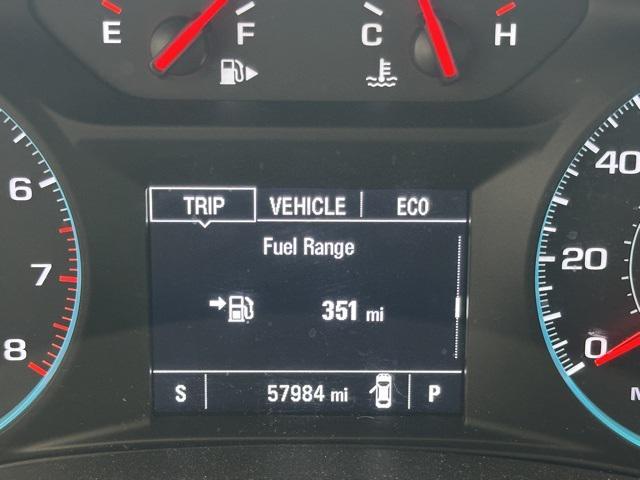 E F C H
6
7
8
40
20
0
TRIP VEHICLE ECO
Fuel Range
351 mi
S 57984 mi P
M